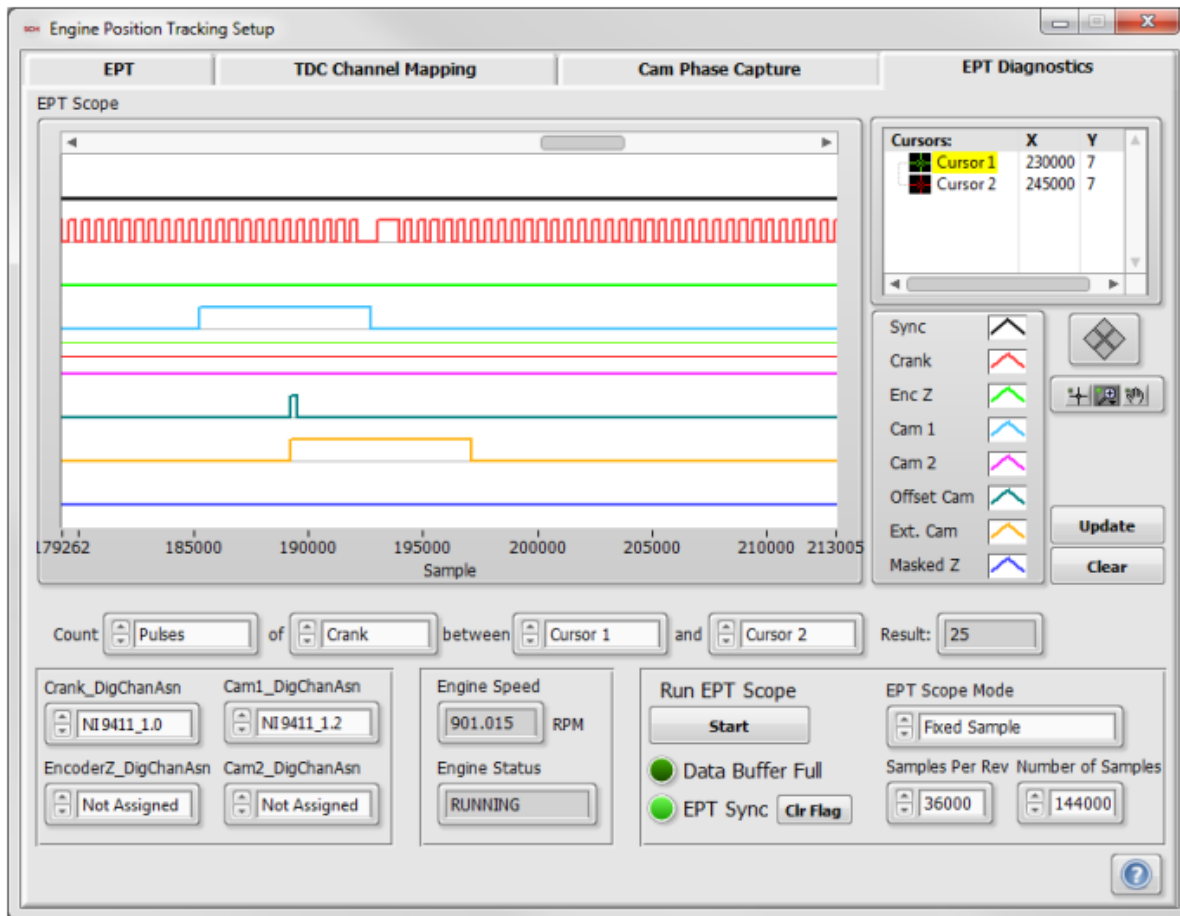 SCH Engine Position Tracking Setup
EPT TDC Channel Mapping Cam Phase Capture EPT Diagnostics
EPT Scope
Cursors: X Y
Cursor 1 230000 7
Cursor 2 245000 7
Sync
Crank
Enc Z
Cam 1
Cam 2
Offset Cam
Ext. Cam
Masked Z
Update
Clear
179262 185000 190000 195000 200000 205000 210000 213005
Sample
Count Pulses of Crank between Cursor 1 and Cursor 2 Result: 25
Crank_DigChanAsn Cam1_DigChanAsn
NI9411_1.0 NI9411_1.2
EncoderZ_DigChanAsn Cam2_DigChanAsn
Not Assigned Not Assigned
Engine Speed
901.015 RPM
Engine Status
RUNNING
Run EPT Scope
Start
Data Buffer Full
EPT Sync Clr Flag
EPT Scope Mode
Fixed Sample
Samples Per Rev Number of Samples
36000 144000
?